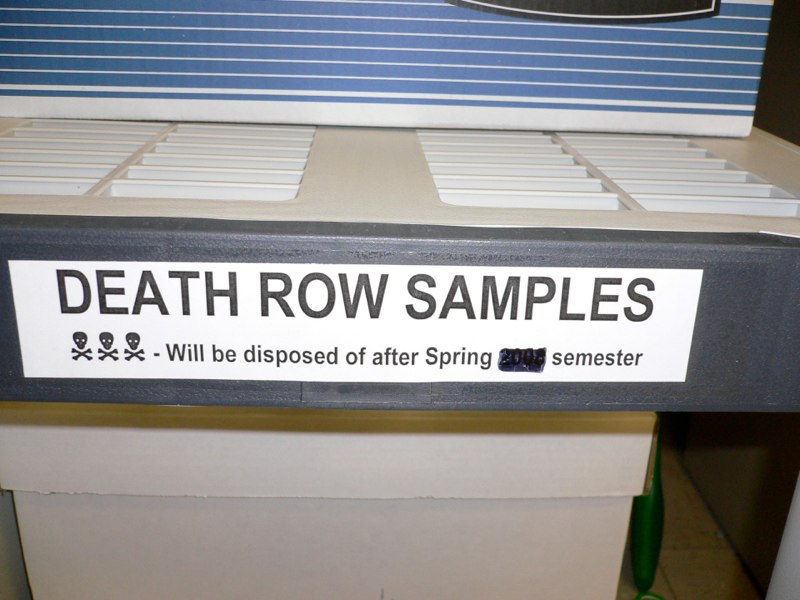 DEATH ROW SAMPLES
- Will be disposed of after Spring semester